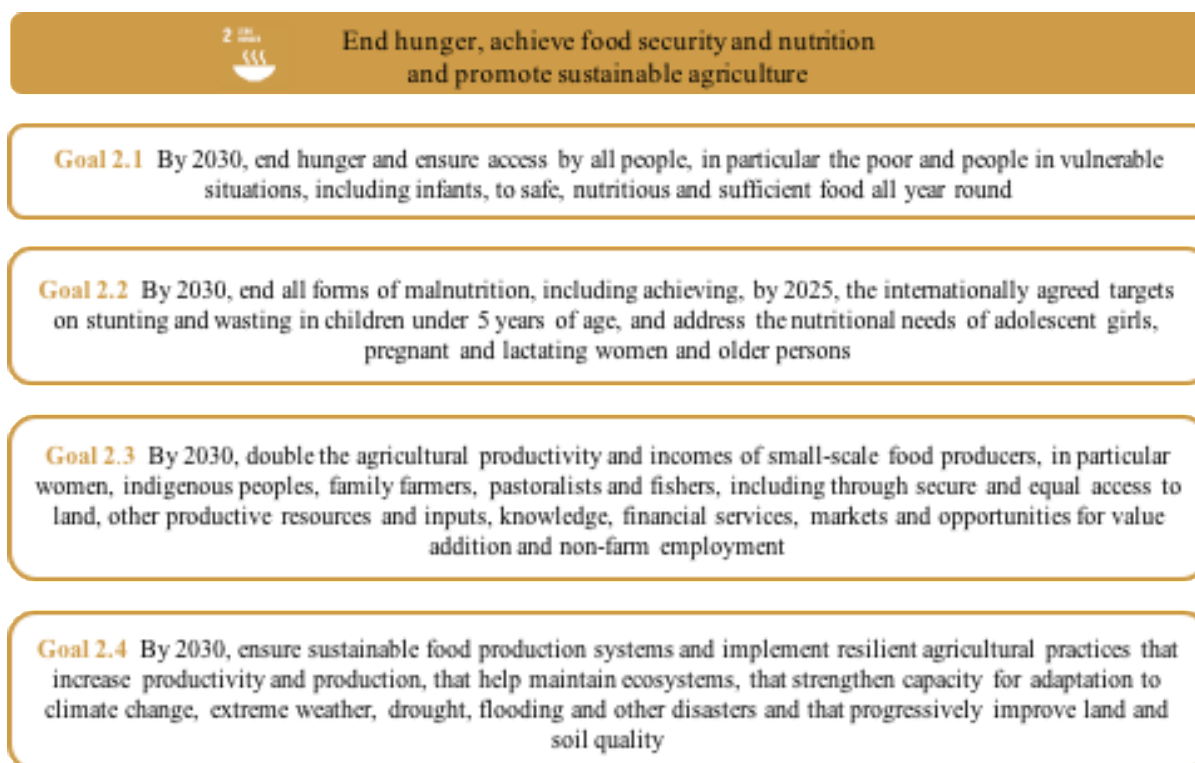 2
End hunger, achieve food security and nutrition
and promote sustainable agriculture
Goal 2.1 By 2030, end hunger and ensure access by all people, in particular the poor and people in vulnerable
situations, including infants, to safe, nutritious and sufficient food all year round
Goal 2.2 By 2030, end all forms of malnutrition, including achieving, by 2025, the internationally agreed targets
on stunting and wasting in children under 5 years of age, and address the nutritional needs of adolescent girls,
pregnant and lactating women and older persons
Goal 2.3 By 2030, double the agricultural productivity and incomes of small-scale food producers, in particular
women, indigenous peoples, family farmers, pastoralists and fishers, including through secure and equal access to
land, other productive resources and inputs, knowledge, financial services, markets and opportunities for value
addition and non-farm employment
Goal 2.4 By 2030, ensure sustainable food production systems and implement resilient agricultural practices that
increase productivity and production, that help maintain ecosystems, that strengthen capacity for adaptation to
climate change, extreme weather, drought, flooding and other disasters and that progressively improve land and
soil quality